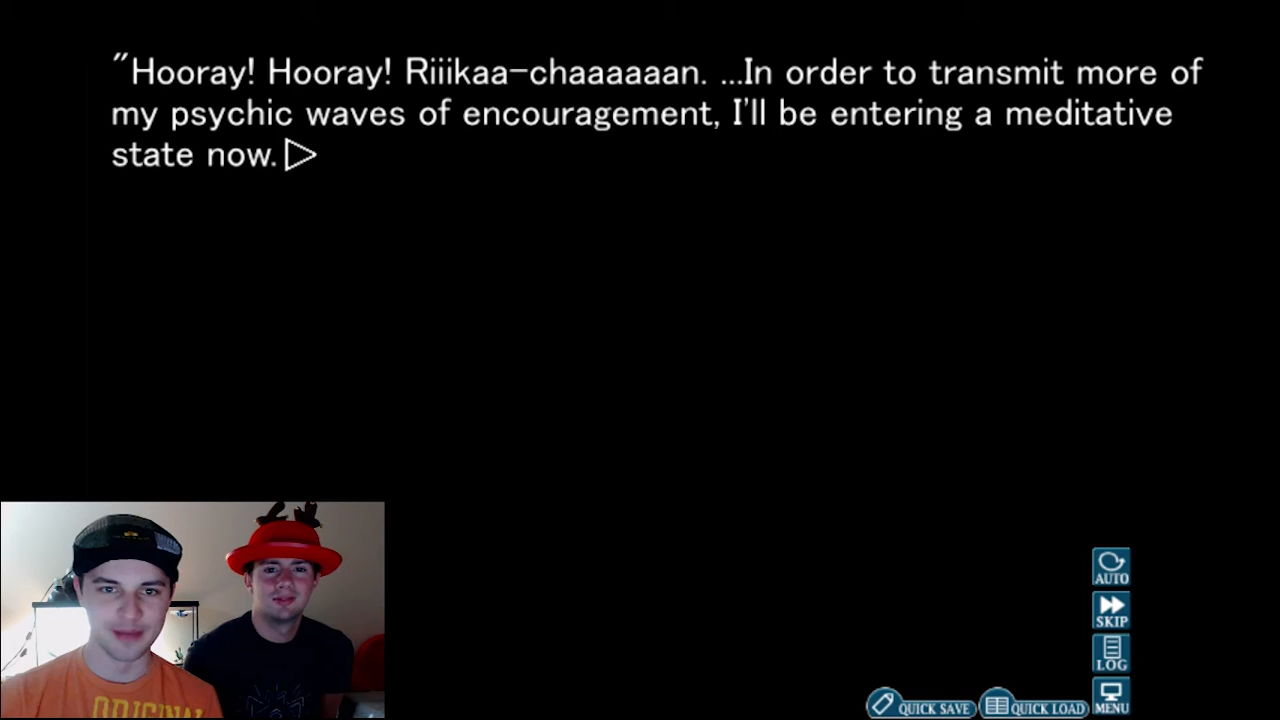 "Hooray! Hooray! Riiikaa-chaaaaaan. ...In order to transmit more of
my psychic waves of encouragement, I'll be entering a meditative
state now.
AUTO
SKIP
LOG
QUICK SAVE QUICK LOAD MENU
ORIGINAL